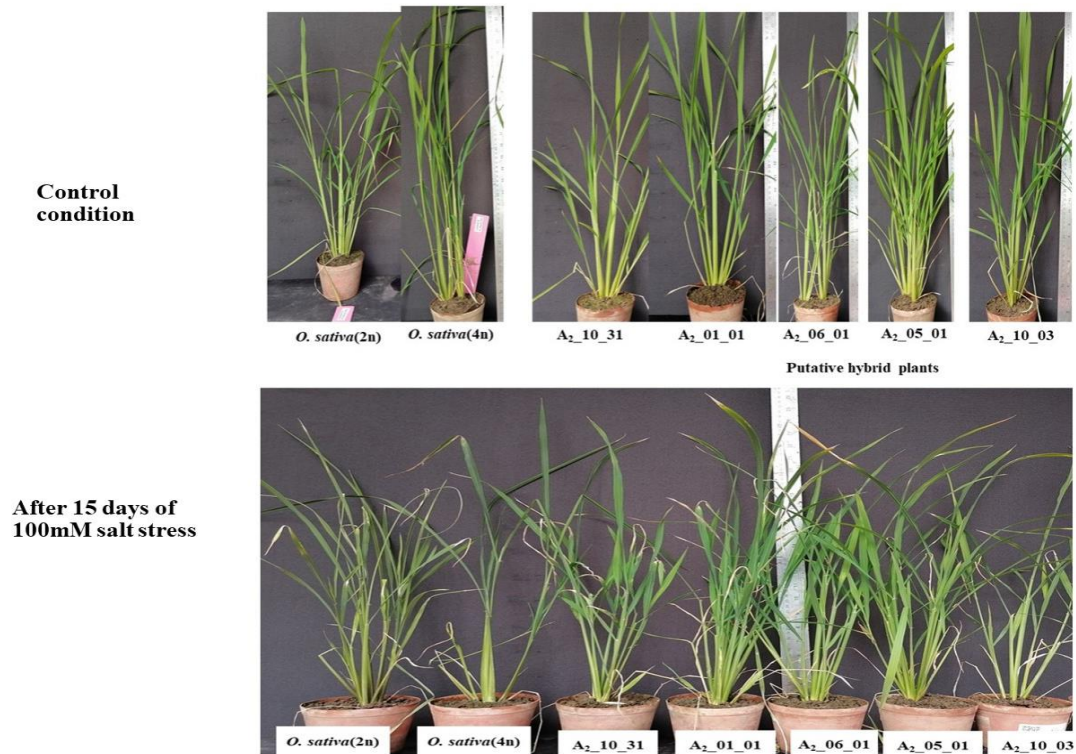 Control
condition
O. sativa(2n) O. sativa(4n) A₂_10_31 A₂_01_01 A₂_06_01 A₂_05_01 A₂_10_03
Putative hybrid plants
After 15 days of
100mM salt stress
O. sativa(2n) O. sativa(4n) A₂_10_31 A₂_01_01 A₂_06_01 A₂_05_01 A₂_10_03